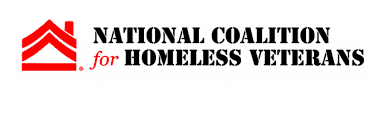 NATIONAL COALITION
for HOMELESS VETERANS
®